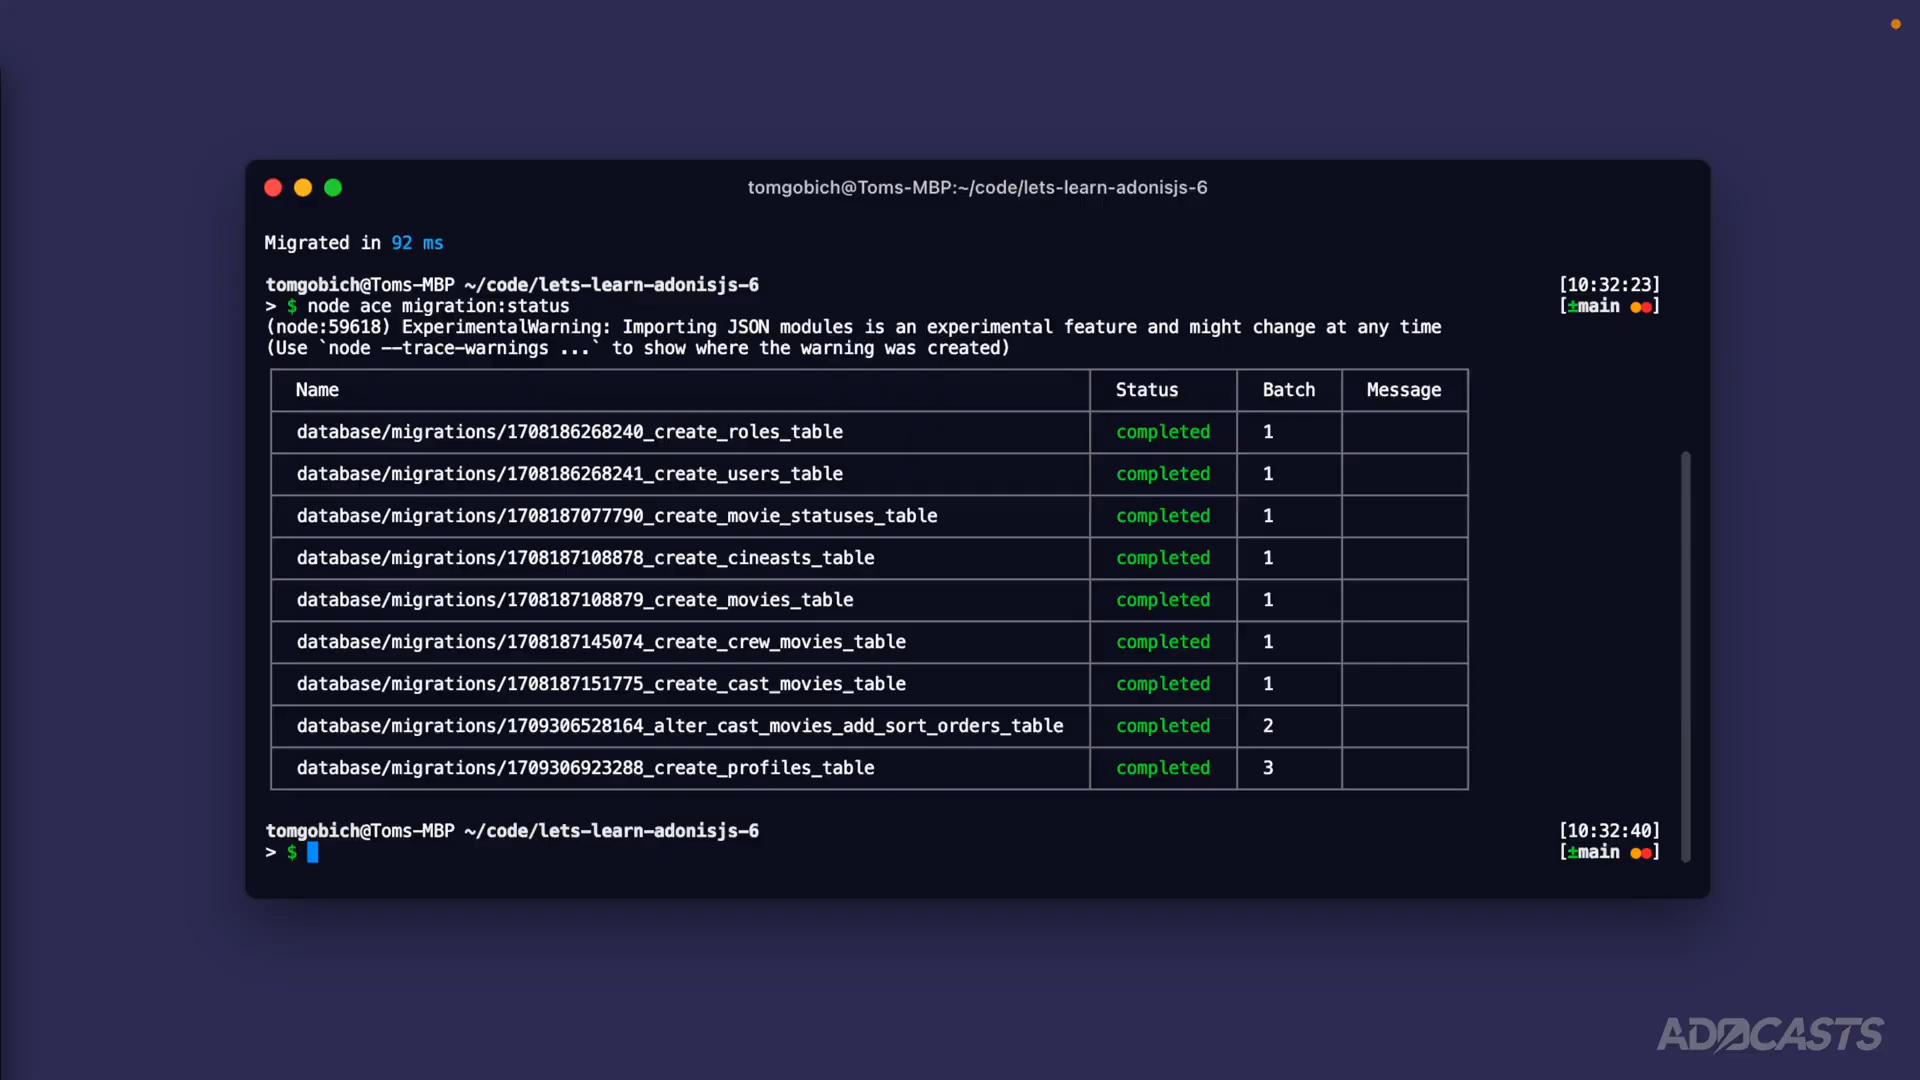 tomgobich@Toms-MBP:~/code/lets-learn-adonisjs-6
Migrated in 92 ms
tomgobich@Toms-MBP ~/code/lets-learn-adonisjs-6 [10:32:23]
> $ node ace migration:status [±main ●●]
(node:59618) ExperimentalWarning: Importing JSON modules is an experimental feature and might change at any time
(Use `node --trace-warnings ...` to show where the warning was created)
Name Status Batch Message
database/migrations/1708186268240_create_roles_table completed 1
database/migrations/1708186268241_create_users_table completed 1
database/migrations/1708187077790_create_movie_statuses_table completed 1
database/migrations/1708187108878_create_cineasts_table completed 1
database/migrations/1708187108879_create_movies_table completed 1
database/migrations/1708187145074_create_crew_movies_table completed 1
database/migrations/1708187151775_create_cast_movies_table completed 1
database/migrations/1709306528164_alter_cast_movies_add_sort_orders_table completed 2
database/migrations/1709306923288_create_profiles_table completed 3
tomgobich@Toms-MBP ~/code/lets-learn-adonisjs-6 [10:32:40]
> $ [±main ●●]
ADOCASTS